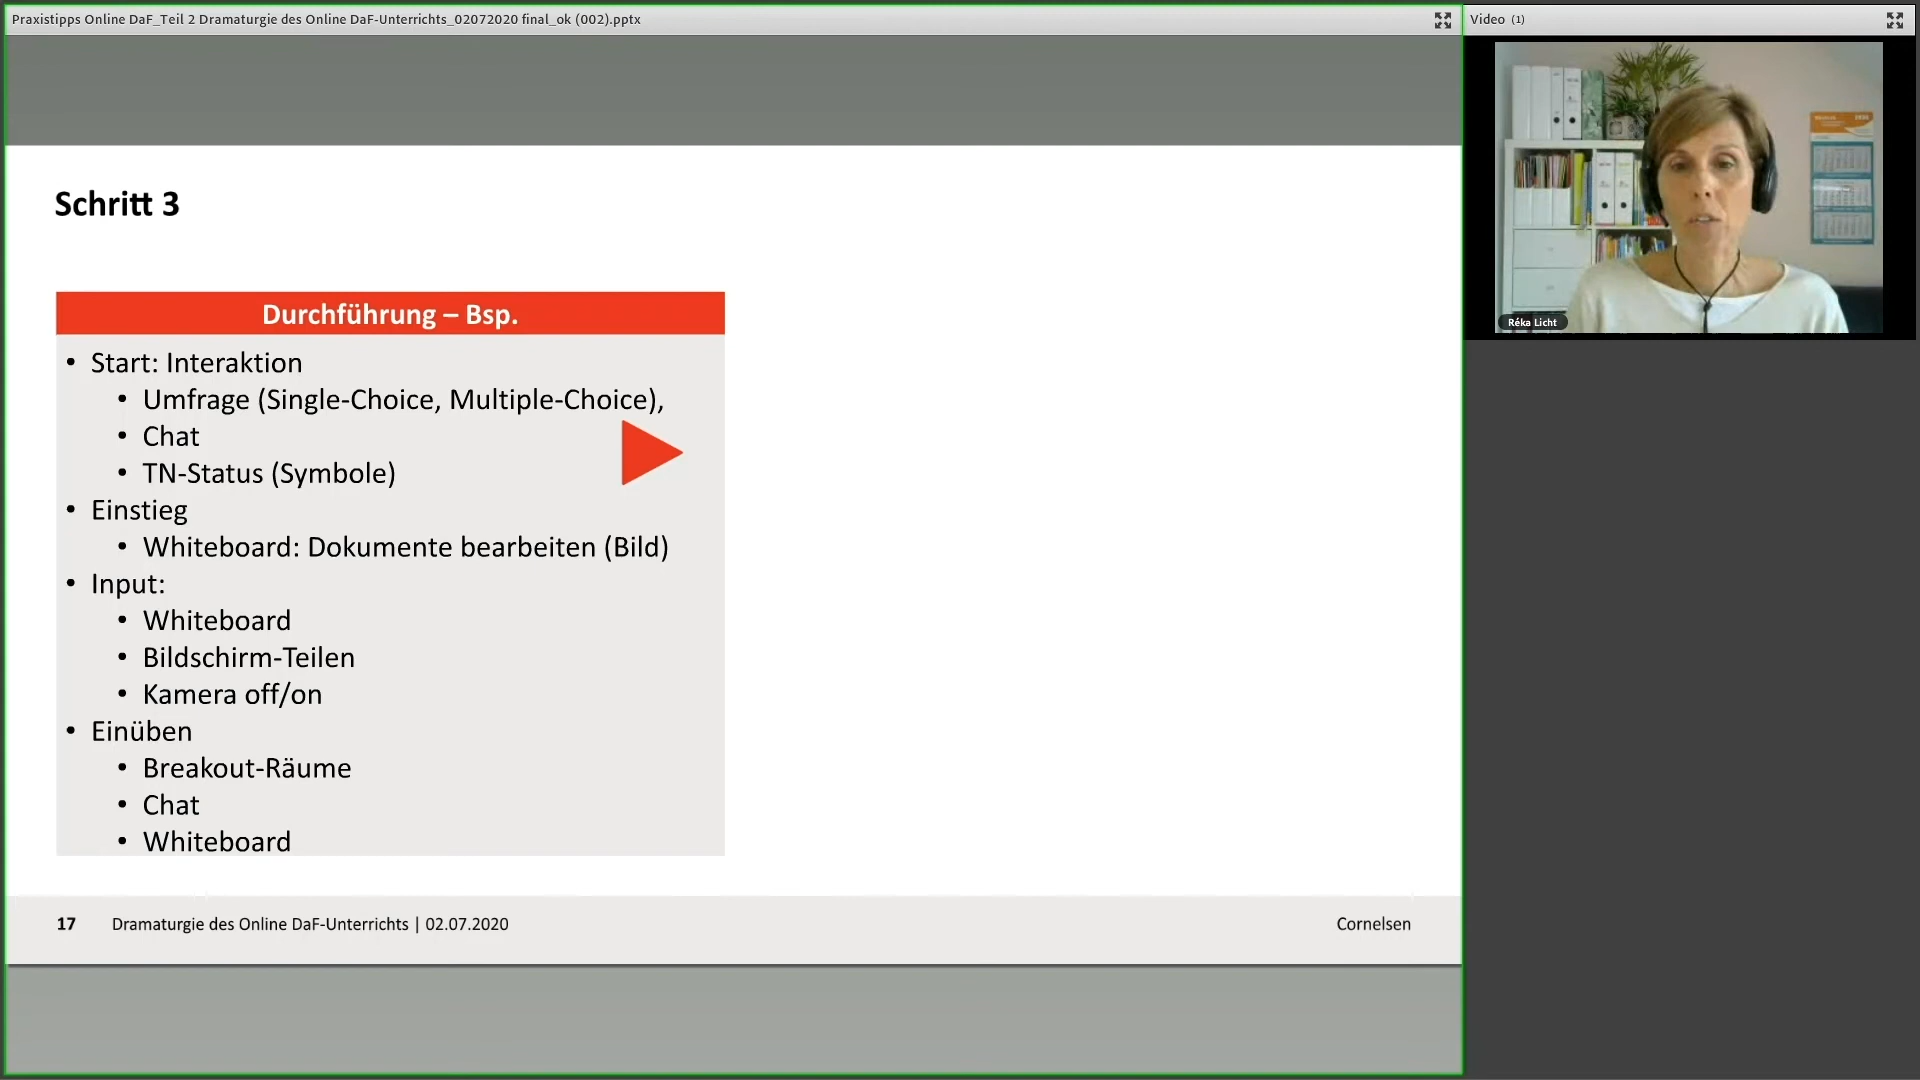 Praxistipps Online DaF_Teil 2 Dramaturgie des Online DaF-Unterrichts_02072020 final_ok (002).pptx
Video (1)
Réka Licht
Schritt 3
Durchführung – Bsp.
• Start: Interaktion
• Umfrage (Single-Choice, Multiple-Choice),
• Chat
• TN-Status (Symbole)
• Einstieg
• Whiteboard: Dokumente bearbeiten (Bild)
• Input:
• Whiteboard
• Bildschirm-Teilen
• Kamera off/on
• Einüben
• Breakout-Räume
• Chat
• Whiteboard
17 Dramaturgie des Online DaF-Unterrichts | 02.07.2020 Cornelsen